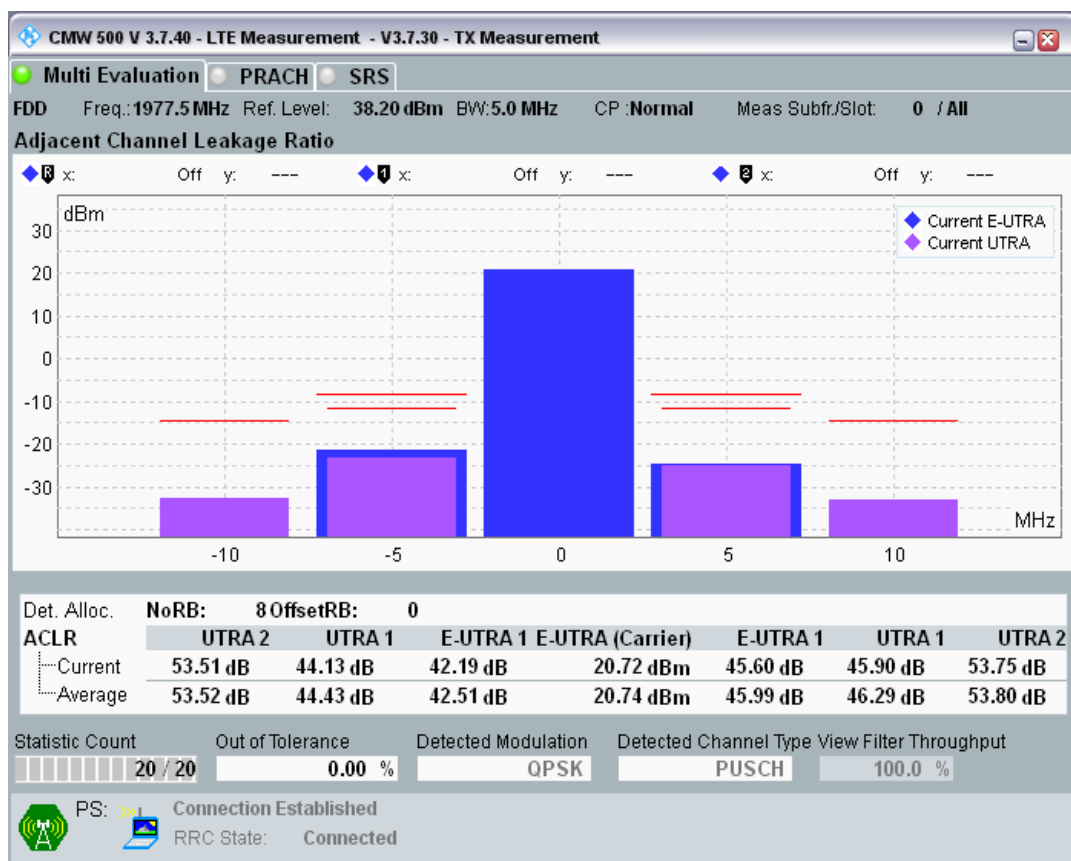 CMW 500 V 3.7.40 - LTE Measurement - V3.7.30 - TX Measurement
Multi Evaluation PRACH SRS
FDD Freq.:1977.5 MHz Ref. Level: 38.20 dBm BW:5.0 MHz CP :Normal Meas Subfr./Slot: 0 / All
Adjacent Channel Leakage Ratio
R x: Off y: --- 1 x: Off y: --- 2 x: Off y: ---
dBm
Current E-UTRA
Current UTRA
30
20
10
0
-10
-20
-30
MHz
-10 -5 0 5 10
Det. Alloc. NoRB: 8 OffsetRB: 0
ACLR UTRA 2 UTRA 1 E-UTRA 1 E-UTRA (Carrier) E-UTRA 1 UTRA 1 UTRA 2
Current 53.51 dB 44.13 dB 42.19 dB 20.72 dBm 45.60 dB 45.90 dB 53.75 dB
Average 53.52 dB 44.43 dB 42.51 dB 20.74 dBm 45.99 dB 46.29 dB 53.80 dB
Statistic Count Out of Tolerance Detected Modulation Detected Channel Type View Filter Throughput
20 / 20 0.00 % QPSK PUSCH 100.0 %
PS: Connection Established
RRC State: Connected